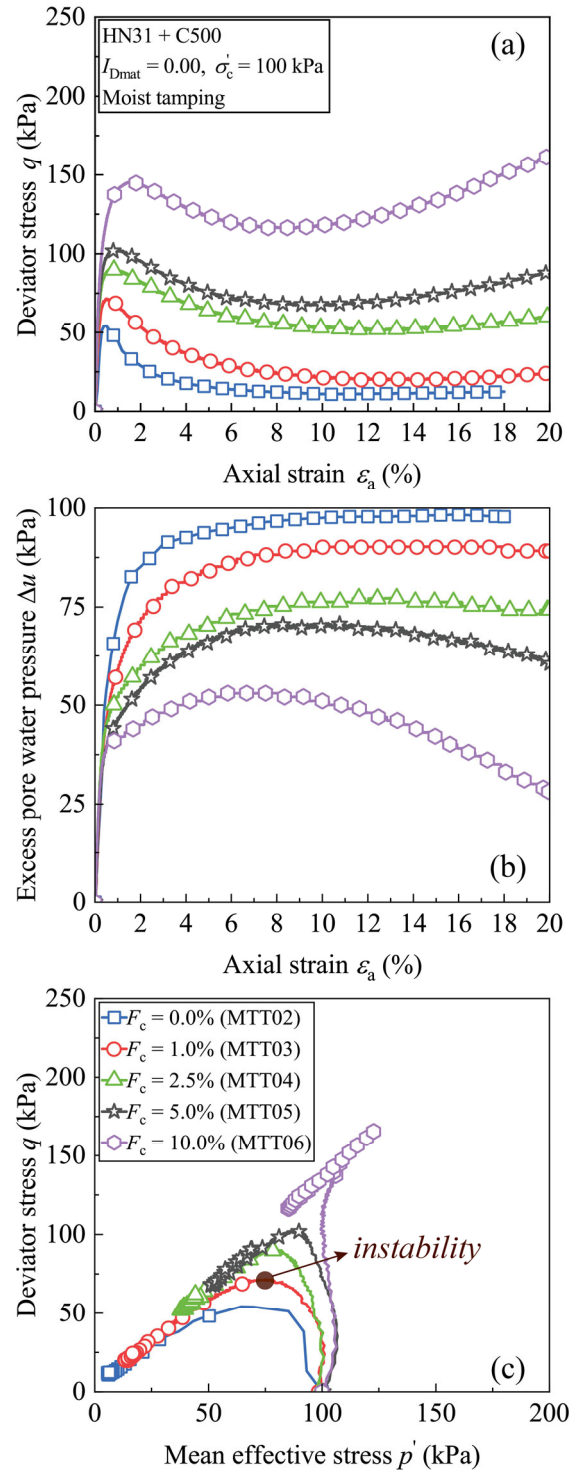 (a)
HN31 + C500
I_Dmat = 0.00, σ'_c = 100 kPa
Moist tamping
Deviator stress q (kPa)
250
200
150
100
50
0
0 2 4 6 8 10 12 14 16 18 20
Axial strain ε_a (%)
Excess pore water pressure Δu (kPa)
100
75
50
25
0
(b)
0 2 4 6 8 10 12 14 16 18 20
Axial strain ε_a (%)
Deviator stress q (kPa)
250
200
150
100
50
0
F_c = 0.0% (MTT02)
F_c = 1.0% (MTT03)
F_c = 2.5% (MTT04)
F_c = 5.0% (MTT05)
F_c = 10.0% (MTT06)
instability
(c)
0 50 100 150 200
Mean effective stress p' (kPa)